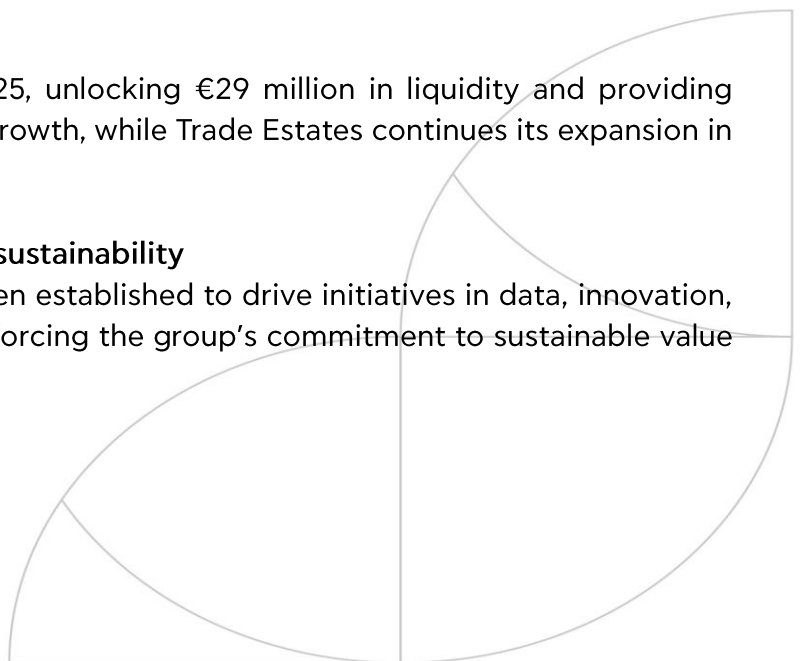 25, unlocking €29 million in liquidity and providing
rowth, while Trade Estates continues its expansion in
sustainability
en established to drive initiatives in data, innovation,
orcing the group's commitment to sustainable value